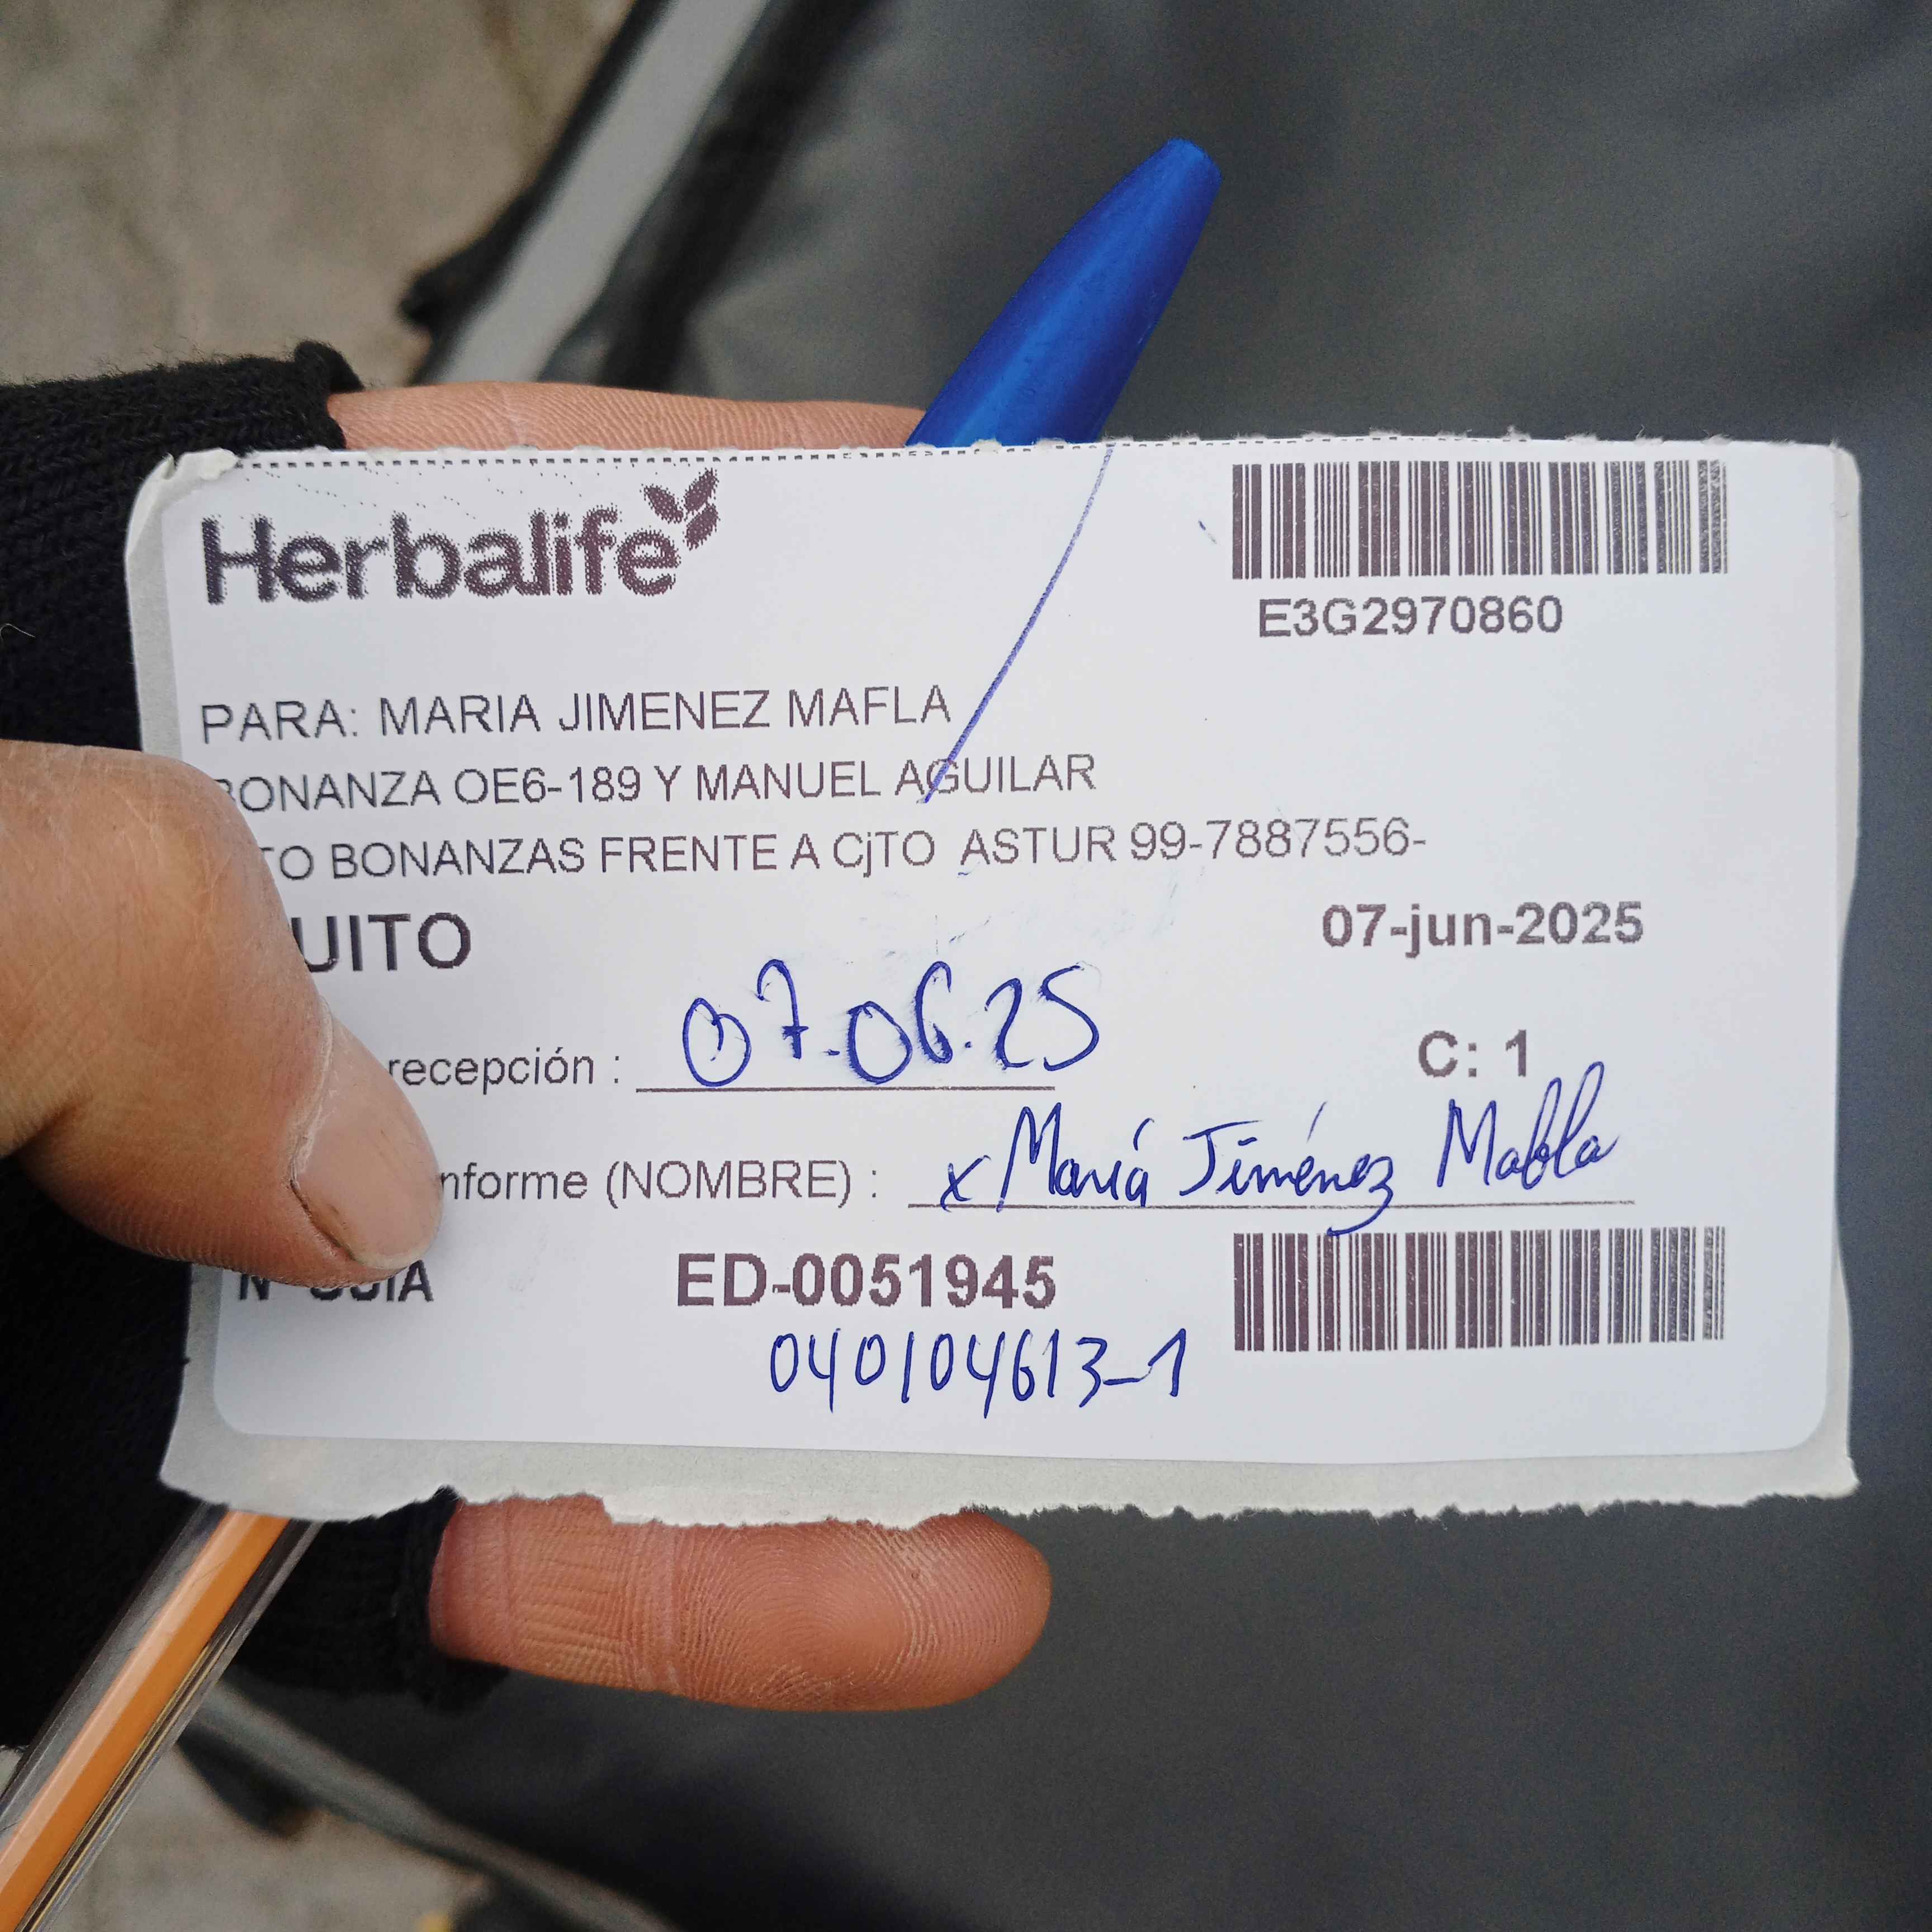 Herbalife
E3G2970860
PARA: MARIA JIMENEZ MAFLA
BONANZA OE6-189 Y MANUEL AGUILAR
TO BONANZAS FRENTE A CjTO ASTUR 99-7887556-
UITO
07-jun-2025
recepción : 07.06.25
C: 1
nforme (NOMBRE) : x María Jiménez Mafla
N° GUIA ED-0051945
040104613-1